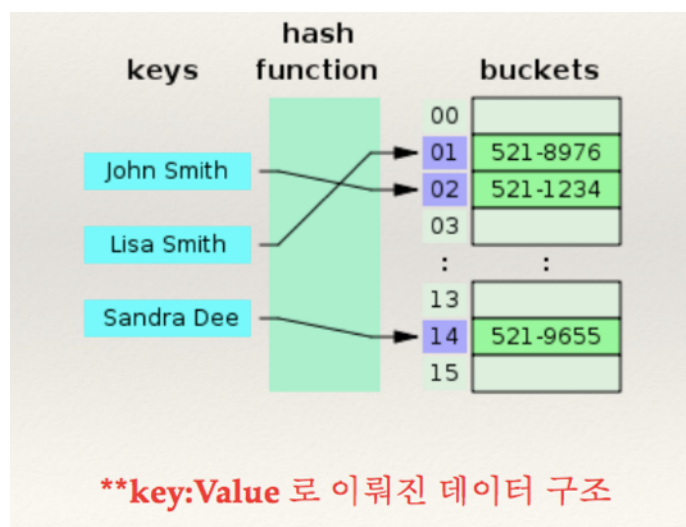 hash
keys function buckets
00
John Smith 01 521-8976
02 521-1234
Lisa Smith 03
: :
Sandra Dee 13
14 521-9655
15
**key:Value 로 이뤄진 데이터 구조